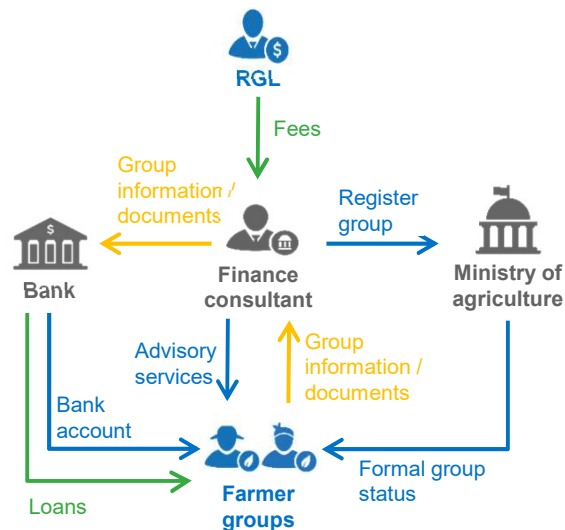 RGL
Fees
Group
information /
documents
Register
group
Bank
Finance
consultant
Ministry of
agriculture
Advisory
services
Group
information /
documents
Bank
account
Formal group
status
Loans
Farmer
groups